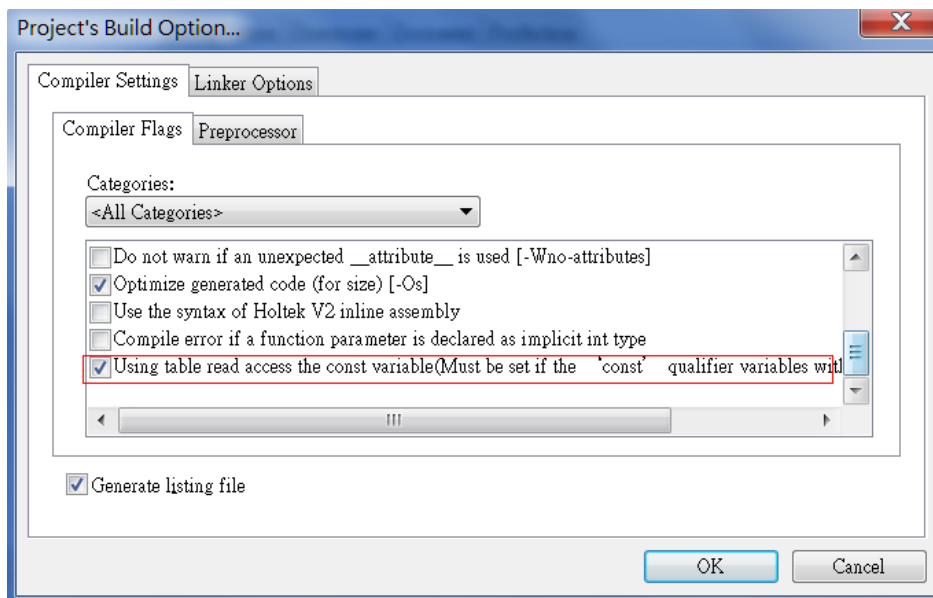 Project's Build Option...
Compiler Settings
Linker Options
Compiler Flags
Preprocessor
Categories:
<All Categories>
Do not warn if an unexpected __attribute__ is used [-Wno-attributes]
Optimize generated code (for size) [-Os]
Use the syntax of Holtek V2 inline assembly
Compile error if a function parameter is declared as implicit int type
Using table read access the const variable(Must be set if the ‘const’ qualifier variables wit
Generate listing file
OK
Cancel